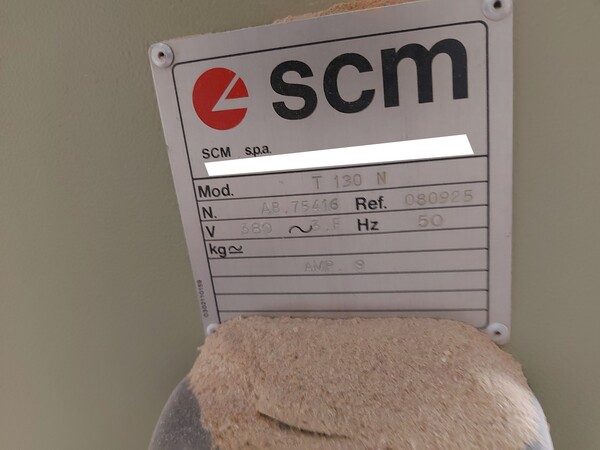 scm
SCM s.p.a.
Mod. T 130 N
N. AB.75416 Ref. 080925
V 380 ~ 3.F Hz 50
kg≃
AMP. 9